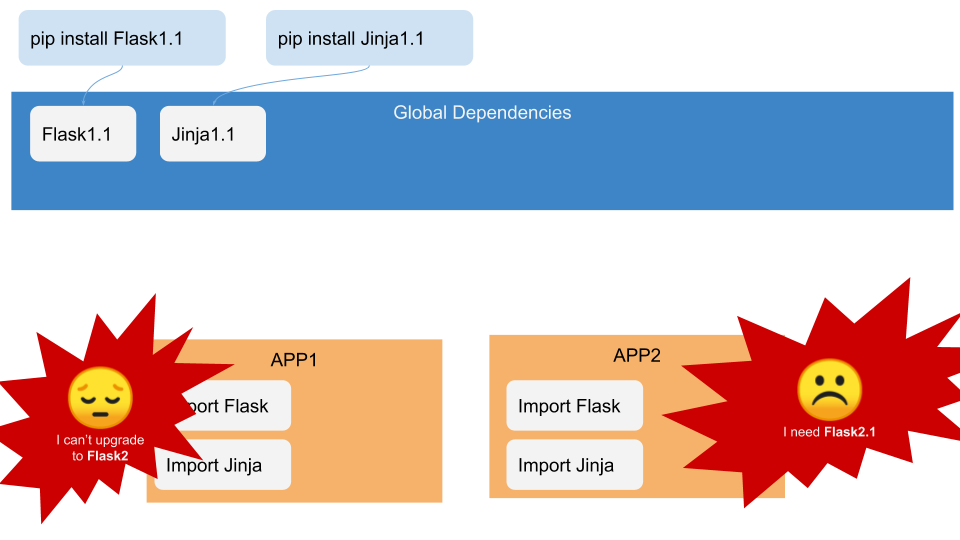 pip install Flask1.1
pip install Jinja1.1
Global Dependencies
Flask1.1
Jinja1.1
APP1
APP2
port Flask
Import Flask
I can't upgrade
to Flask2
I need Flask2.1
Import Jinja
Import Jinja